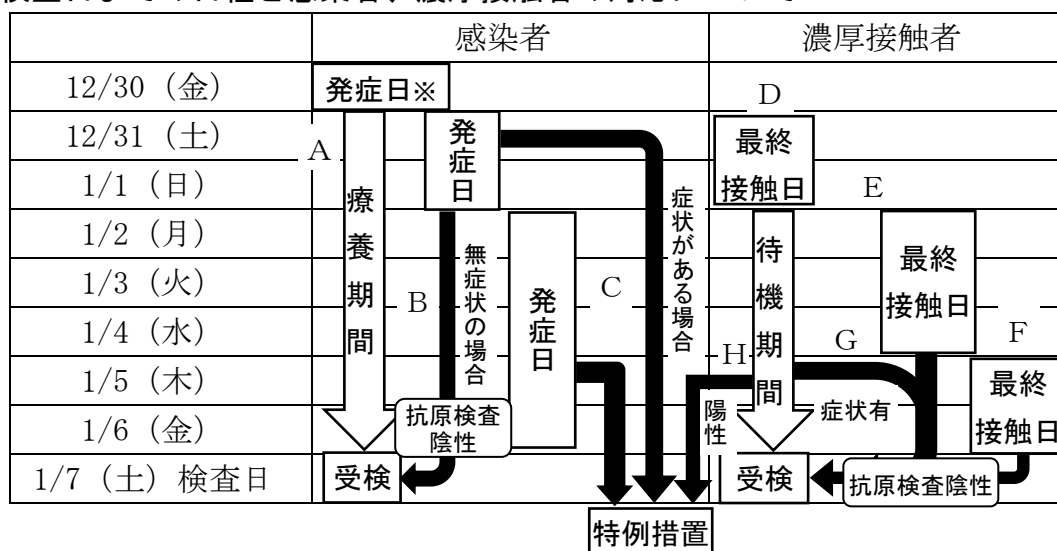 感染者 濃厚接触者
12/30（金） 発症日※ D
12/31（土）
A
発症日
最終接触日
1/1（日） E
1/2（月）
療養期間
無症状の場合
症状がある場合
待機期間
最終接触日
1/3（火） B C
発症日
1/4（水） G F
H
1/5（木）
最終接触日
陽性
症状有
1/6（金）
抗原検査
陰性
1/7（土）検査日 受検 受検
抗原検査陰性
特例措置